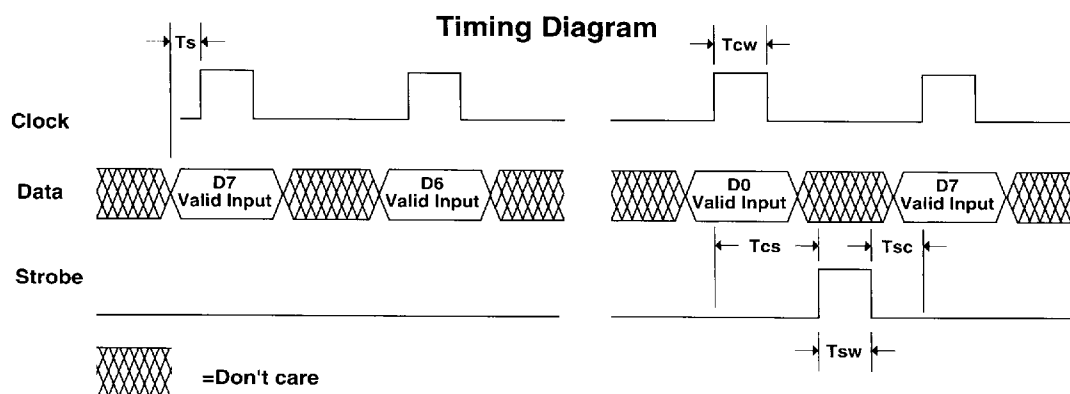 Timing Diagram
Ts
Tcw
Clock
Data
D7
Valid Input
D6
Valid Input
D0
Valid Input
D7
Valid Input
Tcs
Tsc
Strobe
Tsw
=Don't care